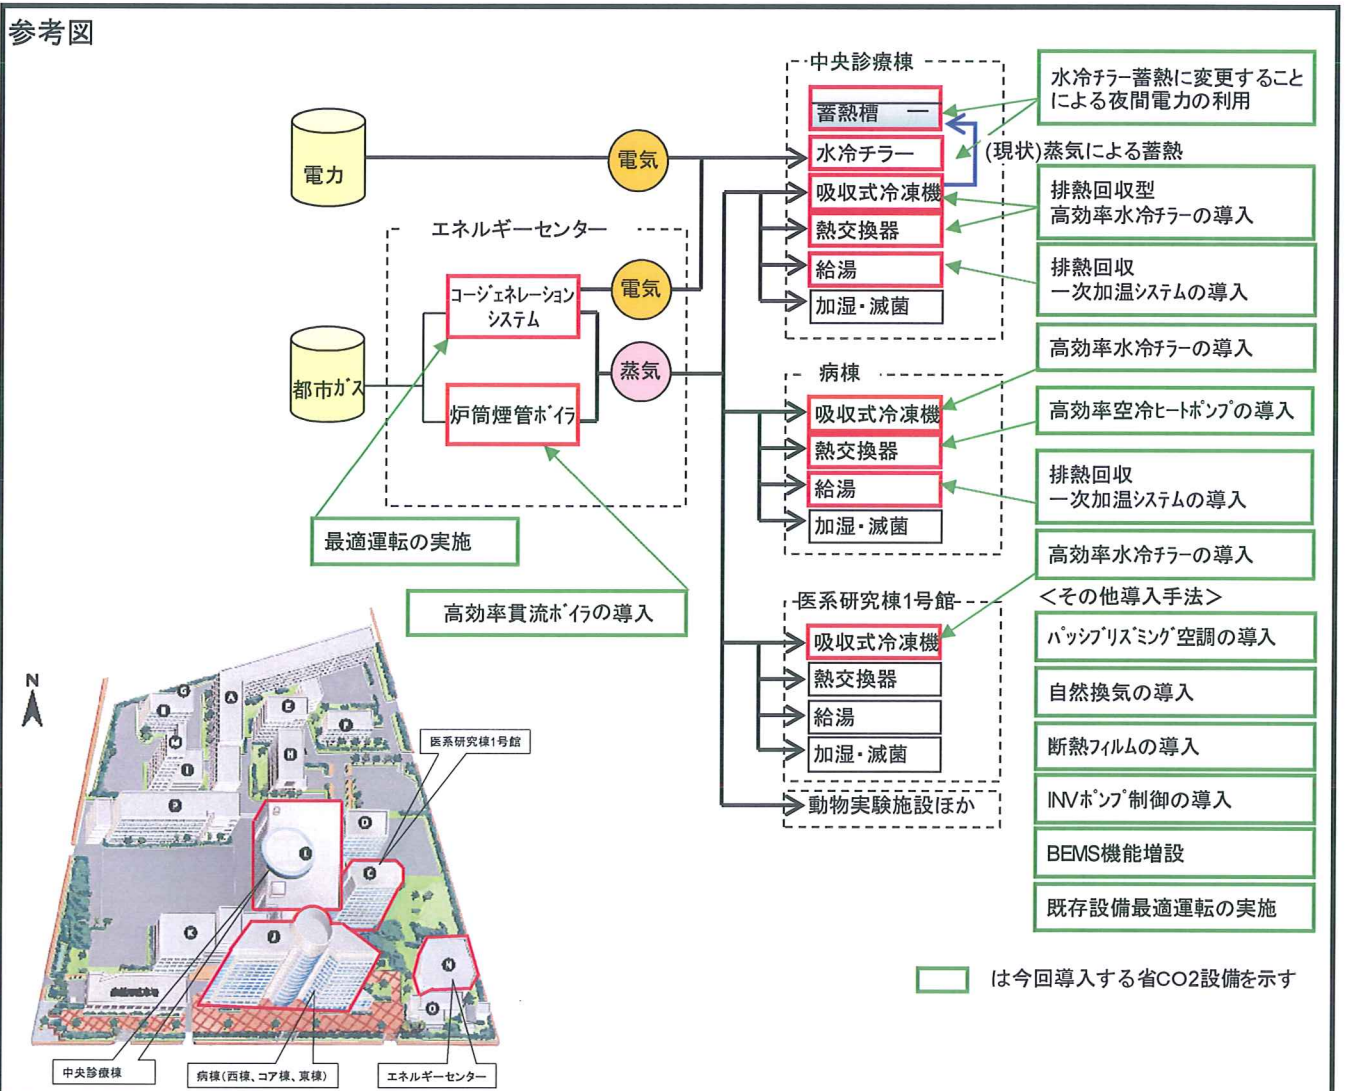 参考図
電力
電気
エネルギーセンター
コージェネレーション
システム
電気
都市ガス
蒸気
炉筒煙管ボイラ
最適運転の実施
高効率貫流ボイラの導入
中央診療棟
蓄熱槽
水冷チラー
吸収式冷凍機
熱交換器
給湯
加湿・滅菌
(現状)蒸気による蓄熱
病棟
吸収式冷凍機
熱交換器
給湯
加湿・滅菌
医系研究棟1号館
吸収式冷凍機
熱交換器
給湯
加湿・滅菌
動物実験施設ほか
水冷チラー蓄熱に変更すること
による夜間電力の利用
排熱回収型
高効率水冷チラーの導入
排熱回収
一次加温システムの導入
高効率水冷チラーの導入
高効率空冷ヒートポンプの導入
排熱回収
一次加温システムの導入
高効率水冷チラーの導入
＜その他導入手法＞
パッシブリズミング空調の導入
自然換気の導入
断熱フィルムの導入
INVポンプ制御の導入
BEMS機能増設
既存設備最適運転の実施
は今回導入する省CO2設備を示す
N
G
B
A
E
F
M
H
I
P
D
I
C
K
J
N
O
医系研究棟1号館
中央診療棟
病棟(西棟、コア棟、東棟)
エネルギーセンター